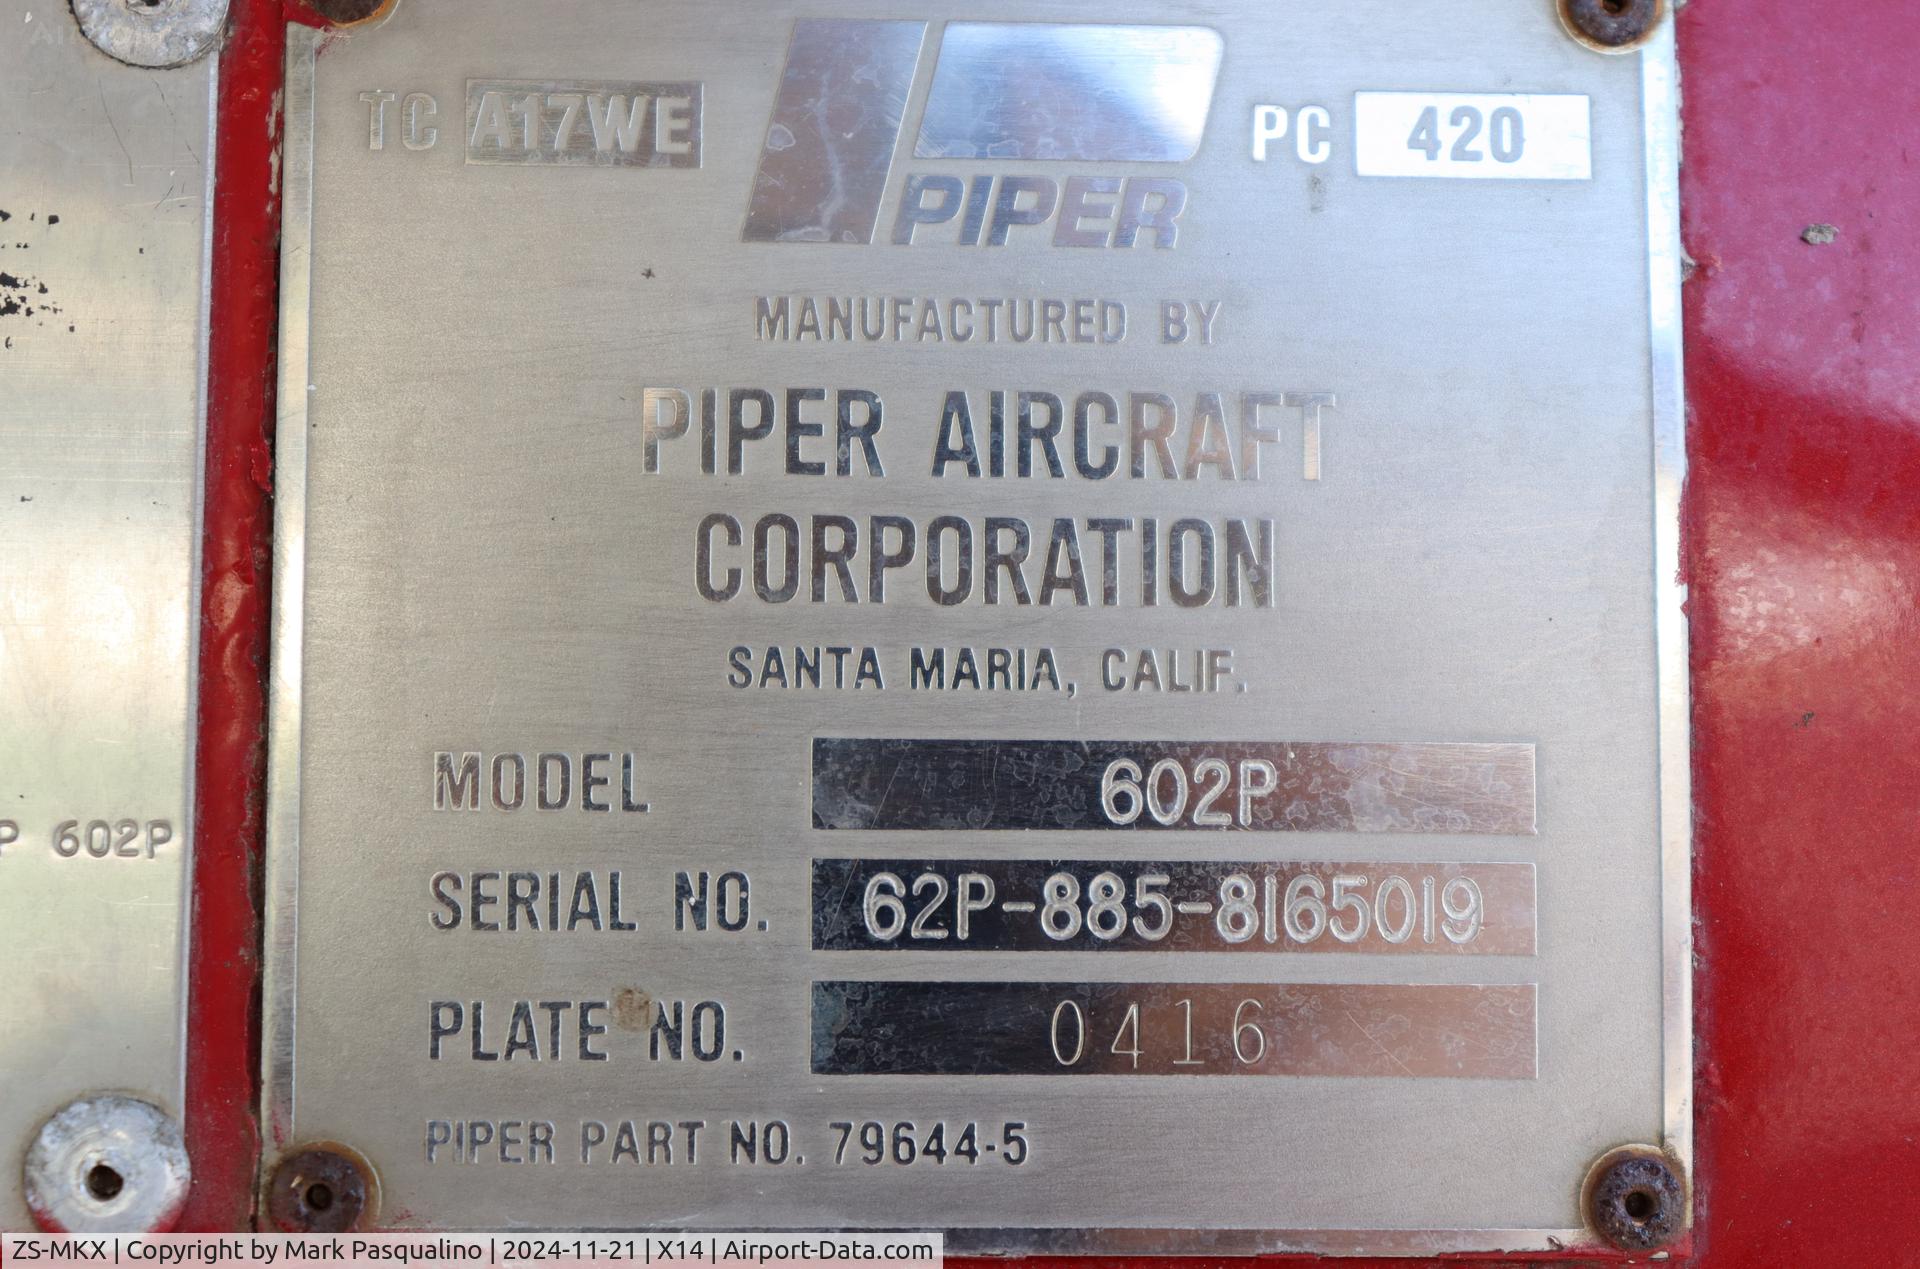 TC A17WE
PIPER
PC 420
MANUFACTURED BY
PIPER AIRCRAFT
CORPORATION
SANTA MARIA, CALIF.
MODEL 602P
P 602P
SERIAL NO. 62P-885-8165019
PLATE NO. 0416
PIPER PART NO. 79644-5
ZS-MKX | Copyright by Mark Pasqualino | 2024-11-21 | X14 | Airport-Data.com